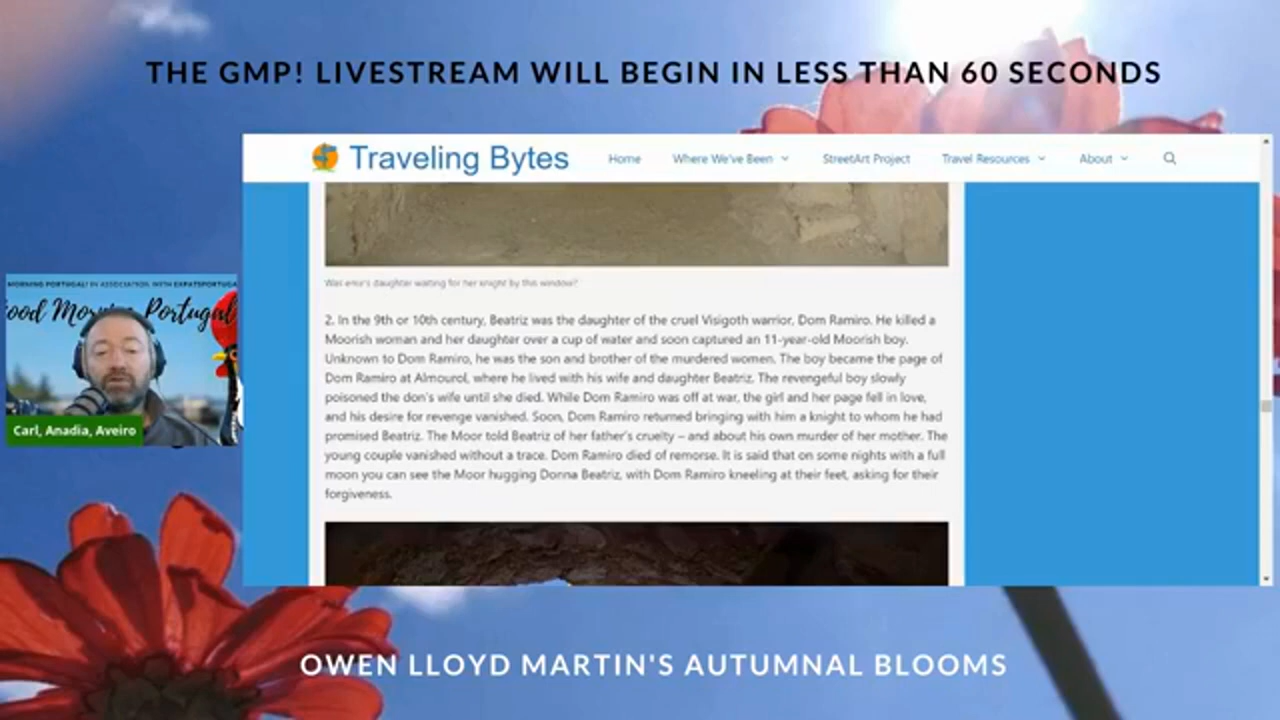 THE GMP! LIVESTREAM WILL BEGIN IN LESS THAN 60 SECONDS
Traveling Bytes
Home
Where We've Been
StreetArt Project
Travel Resources
About
Was emir's daughter waiting for her knight by this window?
2. In the 9th or 10th century, Beatriz was the daughter of the cruel Visigoth warrior, Dom Ramiro. He killed a
Moorish woman and her daughter over a cup of water and soon captured an 11-year-old Moorish boy.
Unknown to Dom Ramiro, he was the son and brother of the murdered women. The boy became the page of
Dom Ramiro at Almourol, where he lived with his wife and daughter Beatriz. The revengeful boy slowly
poisoned the don's wife until she died. While Dom Ramiro was off at war, the girl and her page fell in love,
and his desire for revenge vanished. Soon, Dom Ramiro returned bringing with him a knight to whom he had
promised Beatriz. The Moor told Beatriz of her father's cruelty – and about his own murder of her mother. The
young couple vanished without a trace. Dom Ramiro died of remorse. It is said that on some nights with a full
moon you can see the Moor hugging Donna Beatriz, with Dom Ramiro kneeling at their feet, asking for their
forgiveness.
MORNING PORTUGAL! IN ASSOCIATION WITH EXPATSPORTUGA
ood Morning Portugal
Carl, Anadia, Aveiro
OWEN LLOYD MARTIN'S AUTUMNAL BLOOMS